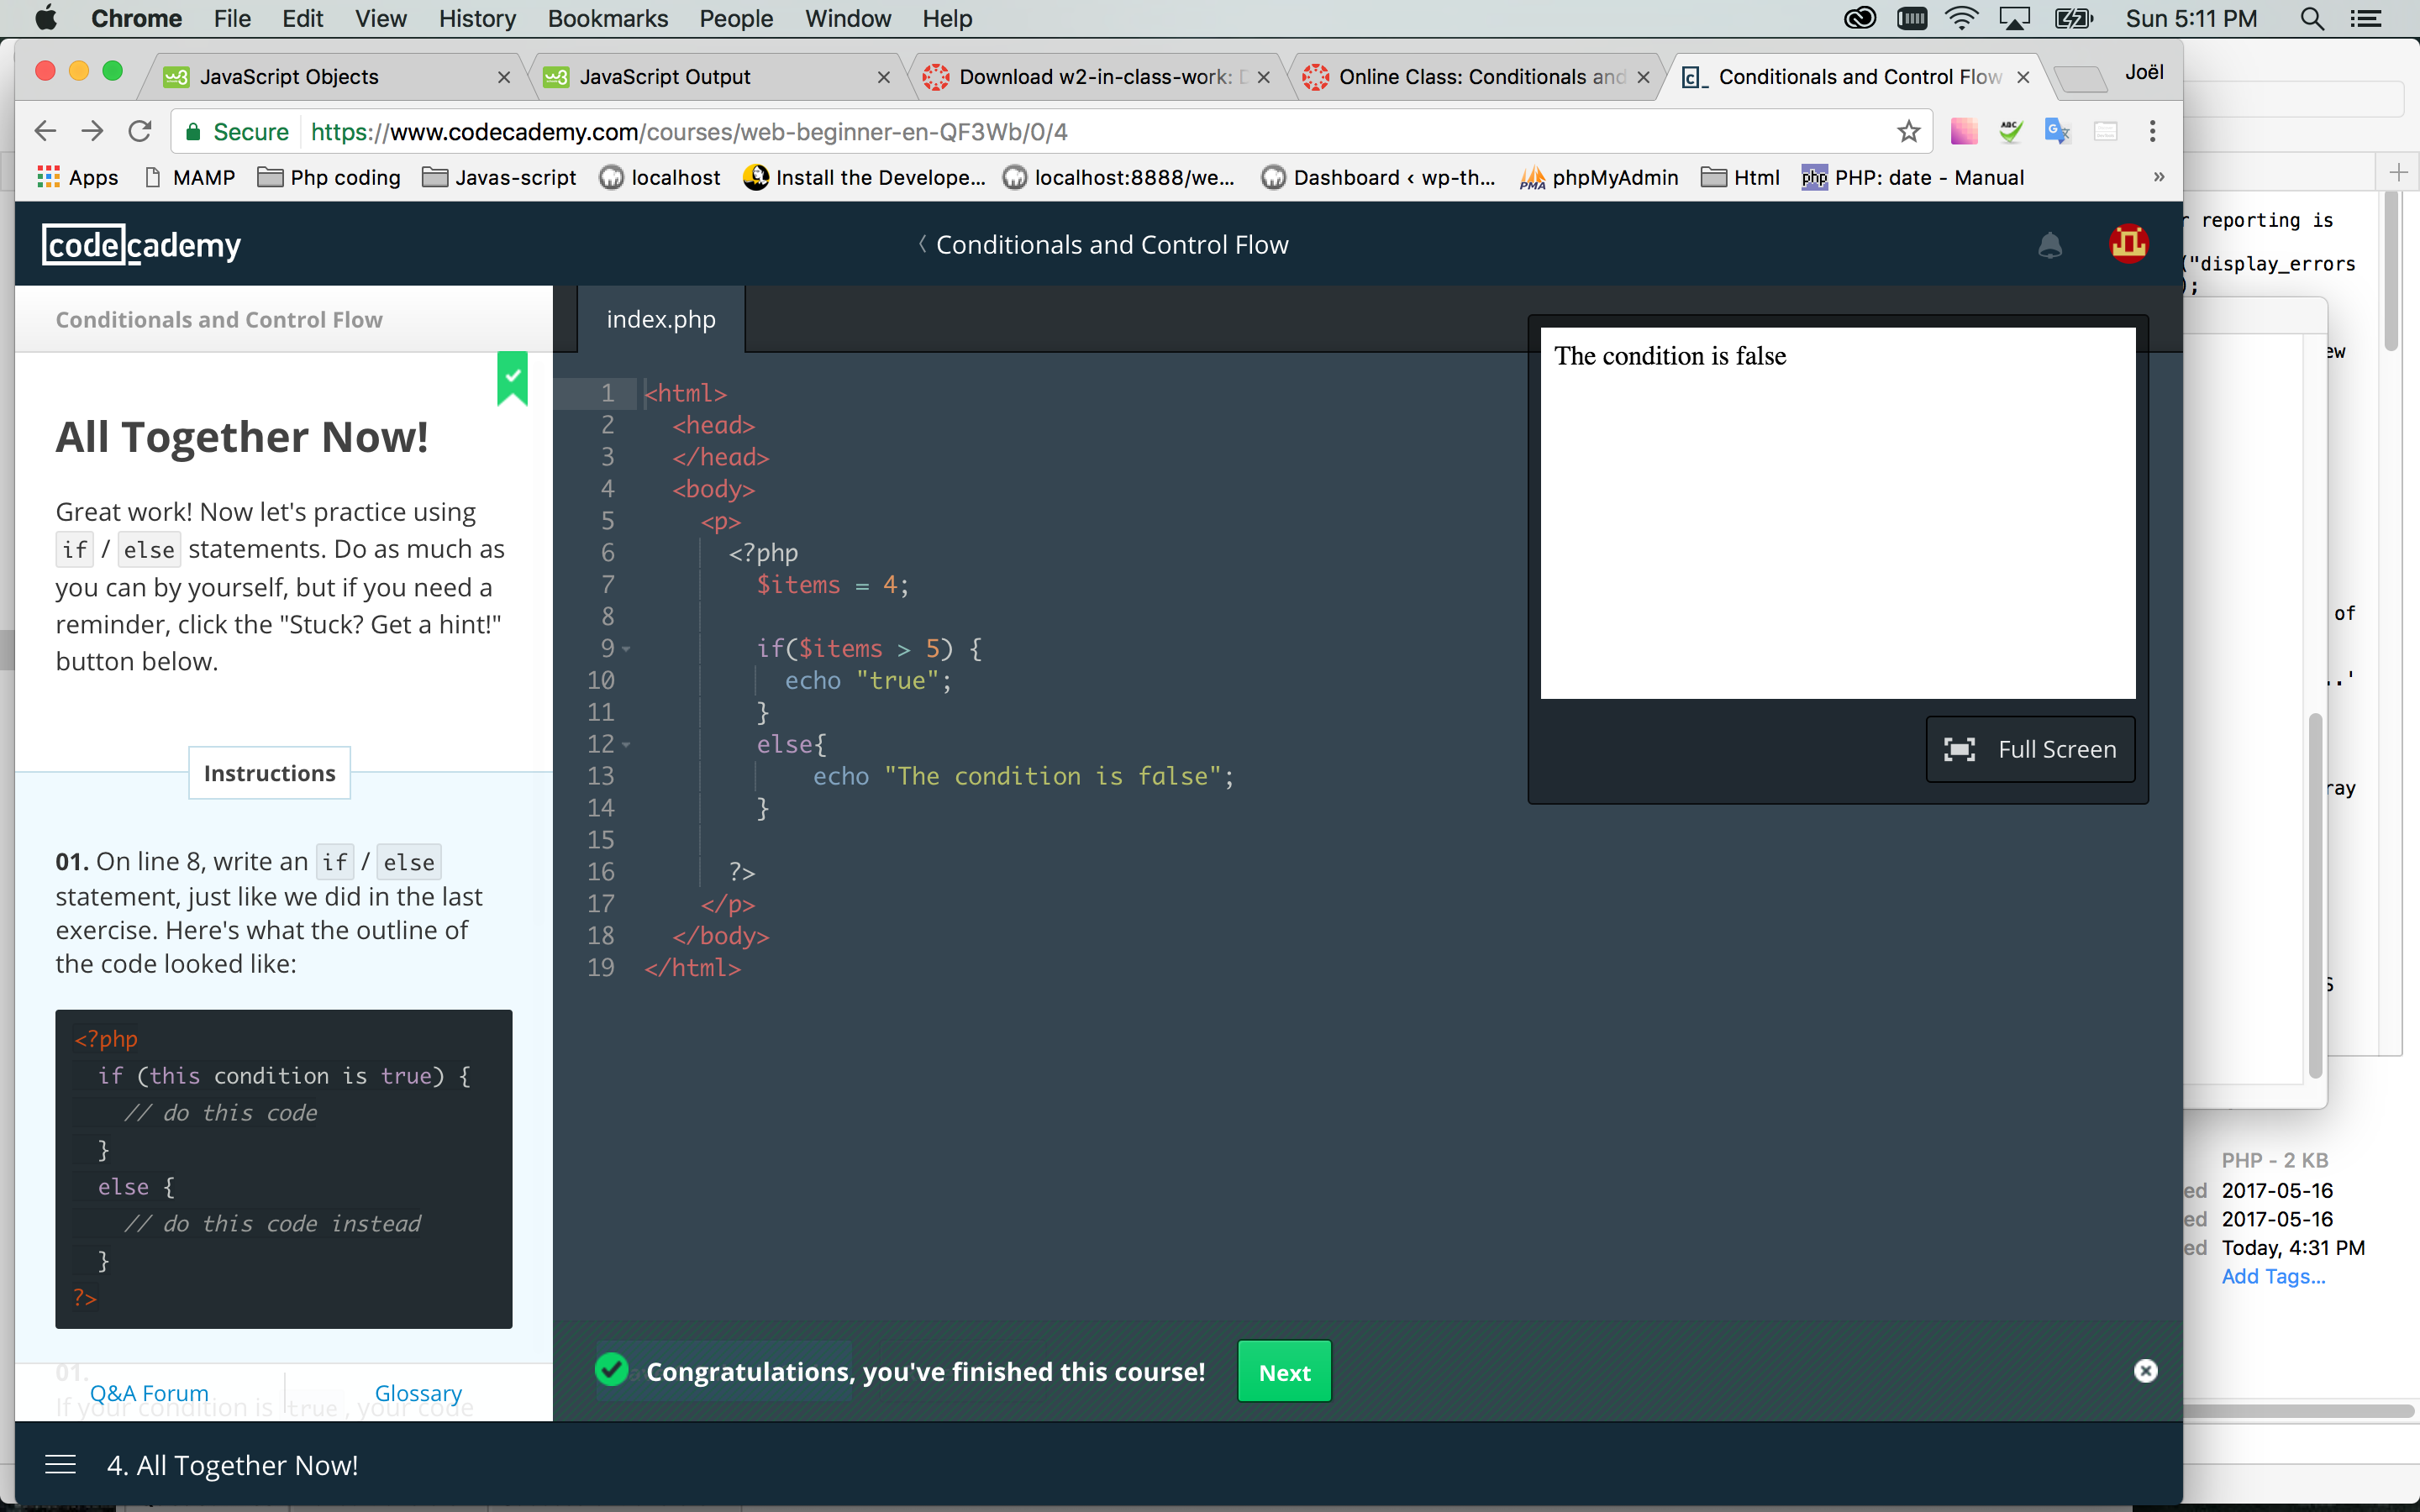 Chrome File Edit View History Bookmarks People Window Help Sun 5:11 PM
JavaScript Objects JavaScript Output Download w2-in-class-work: Online Class: Conditionals and Conditionals and Control Flow Joël
Secure https://www.codecademy.com/courses/web-beginner-en-QF3Wb/0/4
Apps MAMP Php coding Javas-script localhost Install the Develope... localhost:8888/we... Dashboard ‹ wp-th... phpMyAdmin Html PHP: date - Manual »
codecademy
Conditionals and Control Flow
Conditionals and Control Flow
All Together Now!
Great work! Now let's practice using
if / else statements. Do as much as
you can by yourself, but if you need a
reminder, click the "Stuck? Get a hint!"
button below.
Instructions
01. On line 8, write an if / else
statement, just like we did in the last
exercise. Here's what the outline of
the code looked like:
<?php
if (this condition is true) {
// do this code
}
else {
// do this code instead
}
?>
01.
If your condition is true, your code
Q&A Forum Glossary
index.php
1 <html>
2 <head>
3 </head>
4 <body>
5 <p>
6 <?php
7 $items = 4;
8
9 if($items > 5) {
10 echo "true";
11 }
12 else{
13 echo "The condition is false";
14 }
15
16 ?>
17 </p>
18 </body>
19 </html>
The condition is false
Full Screen
Congratulations, you've finished this course! Next
4. All Together Now!
reporting is
("display_errors
);
ew
of
..'
ray
PHP - 2 KB
ed 2017-05-16
ed 2017-05-16
ed Today, 4:31 PM
Add Tags...